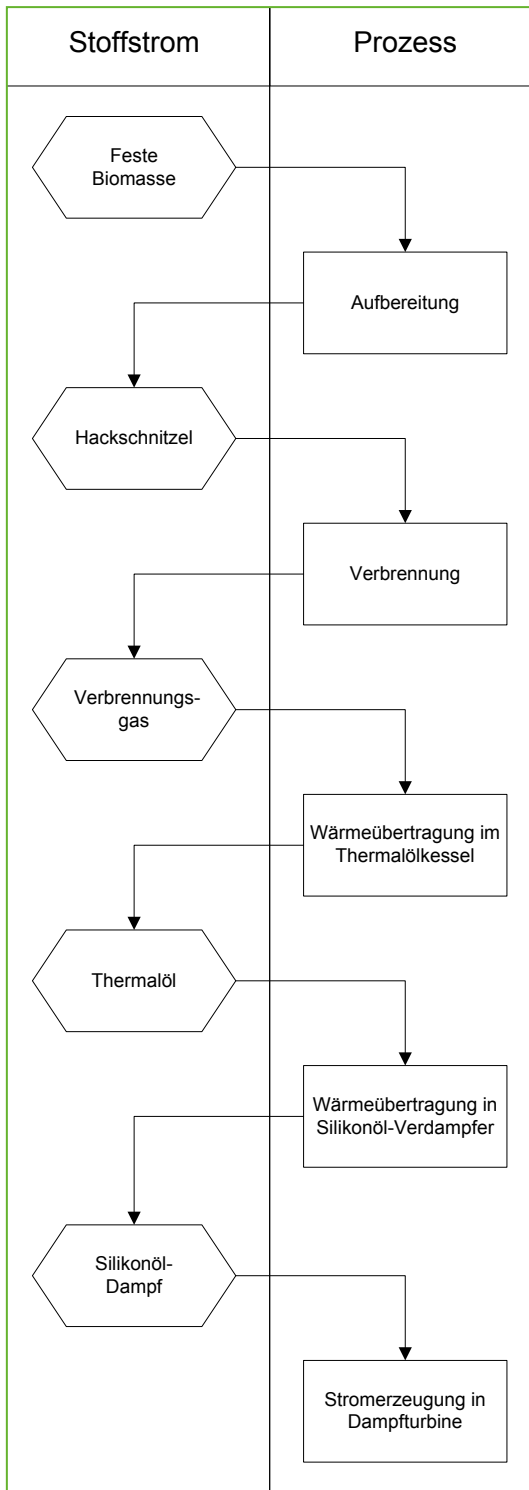 Stoffstrom
Prozess
Feste
Biomasse
Aufbereitung
Hackschnitzel
Verbrennung
Verbrennungs-
gas
Wärmeübertragung im
Thermalölkessel
Thermalöl
Wärmeübertragung in
Silikonöl-Verdampfer
Silikonöl-
Dampf
Stromerzeugung in
Dampfturbine